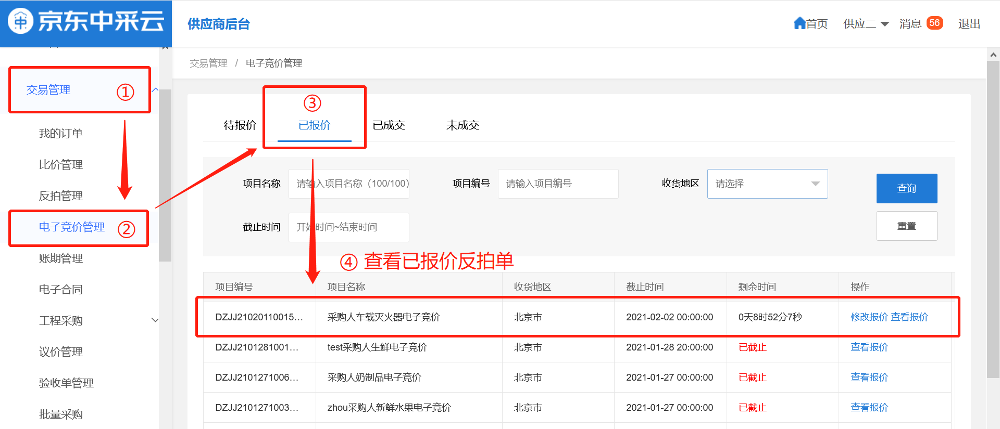 京东中采云
供应商后台
首页 供应二 消息 56 退出
交易管理 / 电子竞价管理
交易管理 ①
我的订单
比价管理
反拍管理
电子竞价管理 ②
账期管理
电子合同
工程采购
议价管理
验收单管理
批量采购
③
待报价 已报价 已成交 未成交
项目名称 请输入项目名称（100/100） 项目编号 请输入项目编号 收货地区 请选择 查询
截止时间 开始时间~结束时间 重置
④ 查看已报价反拍单
项目编号 项目名称 收货地区 截止时间 剩余时间 操作
DZJJ21020110015... 采购人车载灭火器电子竞价 北京市 2021-02-02 00:00:00 0天8时52分7秒 修改报价 查看报价
DZJJ2101281001... test采购人生鲜电子竞价 北京市 2021-01-28 20:00:00 已截止 查看报价
DZJJ2101271006... 采购人奶制品电子竞价 北京市 2021-01-27 00:00:00 已截止 查看报价
DZJJ2101271003... zhou采购人新鲜水果电子竞价 北京市 2021-01-27 00:00:00 已截止 查看报价